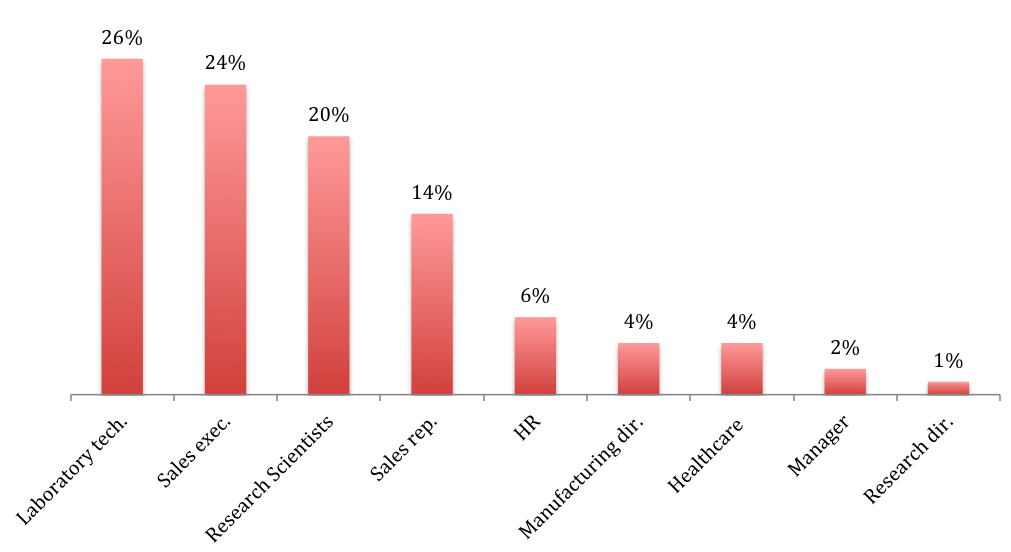 26%
24%
20%
14%
6%
4%
4%
2%
1%
Laboratory tech.
Sales exec.
Research Scientists
Sales rep.
HR
Manufacturing dir.
Healthcare
Manager
Research dir.